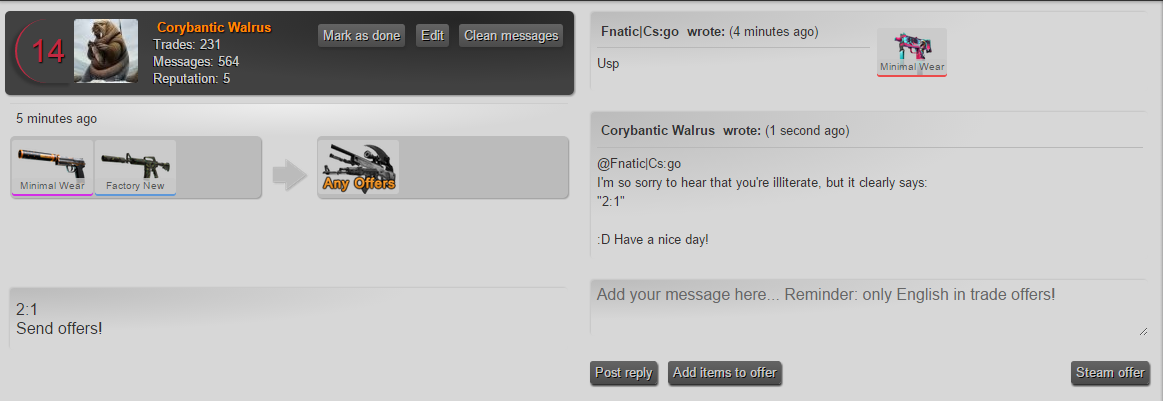 14
Corybantic Walrus
Trades: 231
Messages: 564
Reputation: 5
Mark as done
Edit
Clean messages
5 minutes ago
Minimal Wear
Factory New
Any Offers
2:1
Send offers!
Fnatic|Cs:go wrote: (4 minutes ago)
Usp
Minimal Wear
Corybantic Walrus wrote: (1 second ago)
@Fnatic|Cs:go
I'm so sorry to hear that you're illiterate, but it clearly says:
"2:1"
:D Have a nice day!
Add your message here... Reminder: only English in trade offers!
Post reply
Add items to offer
Steam offer